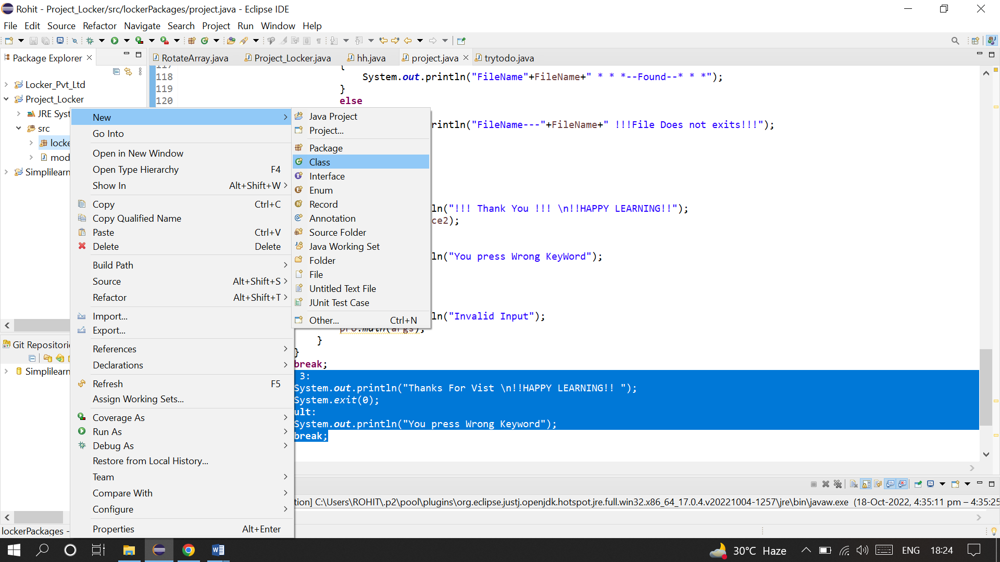 Rohit - Project_Locker/src/lockerPackages/project.java - Eclipse IDE
File Edit Source Refactor Navigate Search Project Run Window Help
Package Explorer
RotateArray.java Project_Locker.java hh.java project.java trytodo.java
Locker_Pvt_Ltd
Project_Locker
JRE Syst
src
locke
mod
Simplilearn
Git Repositorie
Simplilearn
New
Go Into
Open in New Window
Open Type Hierarchy F4
Show In Alt+Shift+W
Copy Ctrl+C
Copy Qualified Name
Paste Ctrl+V
Delete Delete
Build Path
Source Alt+Shift+S
Refactor Alt+Shift+T
Import...
Export...
References
Declarations
Refresh F5
Assign Working Sets...
Coverage As
Run As
Debug As
Restore from Local History...
Team
Compare With
Configure
Properties Alt+Enter
Java Project
Project...
Package
Class
Interface
Enum
Record
Annotation
Source Folder
Java Working Set
Folder
File
Untitled Text File
JUnit Test Case
Other... Ctrl+N
117 {
118 System.out.println("FileName"+FileName+" * * *--Found--* * *");
119 }
120 else
rintln("FileName---"+FileName+" !!!File Does not exits!!!");
ln("!!! Thank You !!! \n!!HAPPY LEARNING!!");
ce2);
ln("You press Wrong KeyWord");
ln("Invalid Input");
pro.main(args);
}
}
break;
3:
System.out.println("Thanks For Vist \n!!HAPPY LEARNING!! ");
System.exit(0);
ult:
System.out.println("You press Wrong Keyword");
break;
tion] C:\Users\ROHIT\.p2\pool\plugins\org.eclipse.justj.openjdk.hotspot.jre.full.win32.x86_64_17.0.4.v20221004-1257\jre\bin\javaw.exe (18-Oct-2022, 4:35:11 pm – 4:35:25
lockerPackages -
30°C Haze ENG 18:24